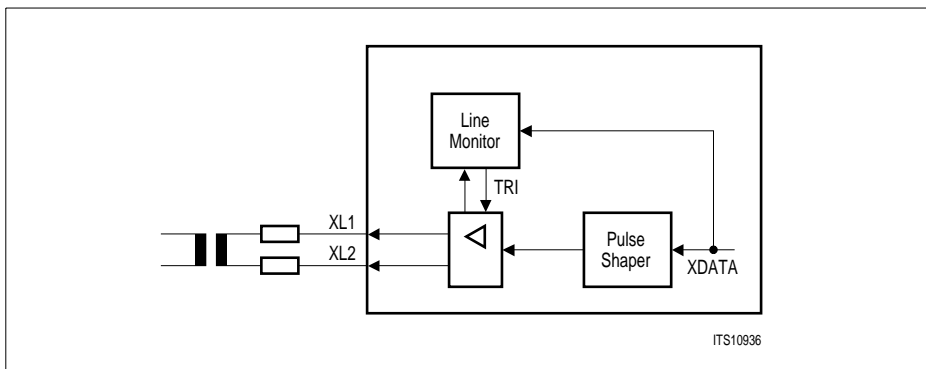 Line
Monitor
TRI
XL1
XL2
Pulse
Shaper
XDATA
ITS10936